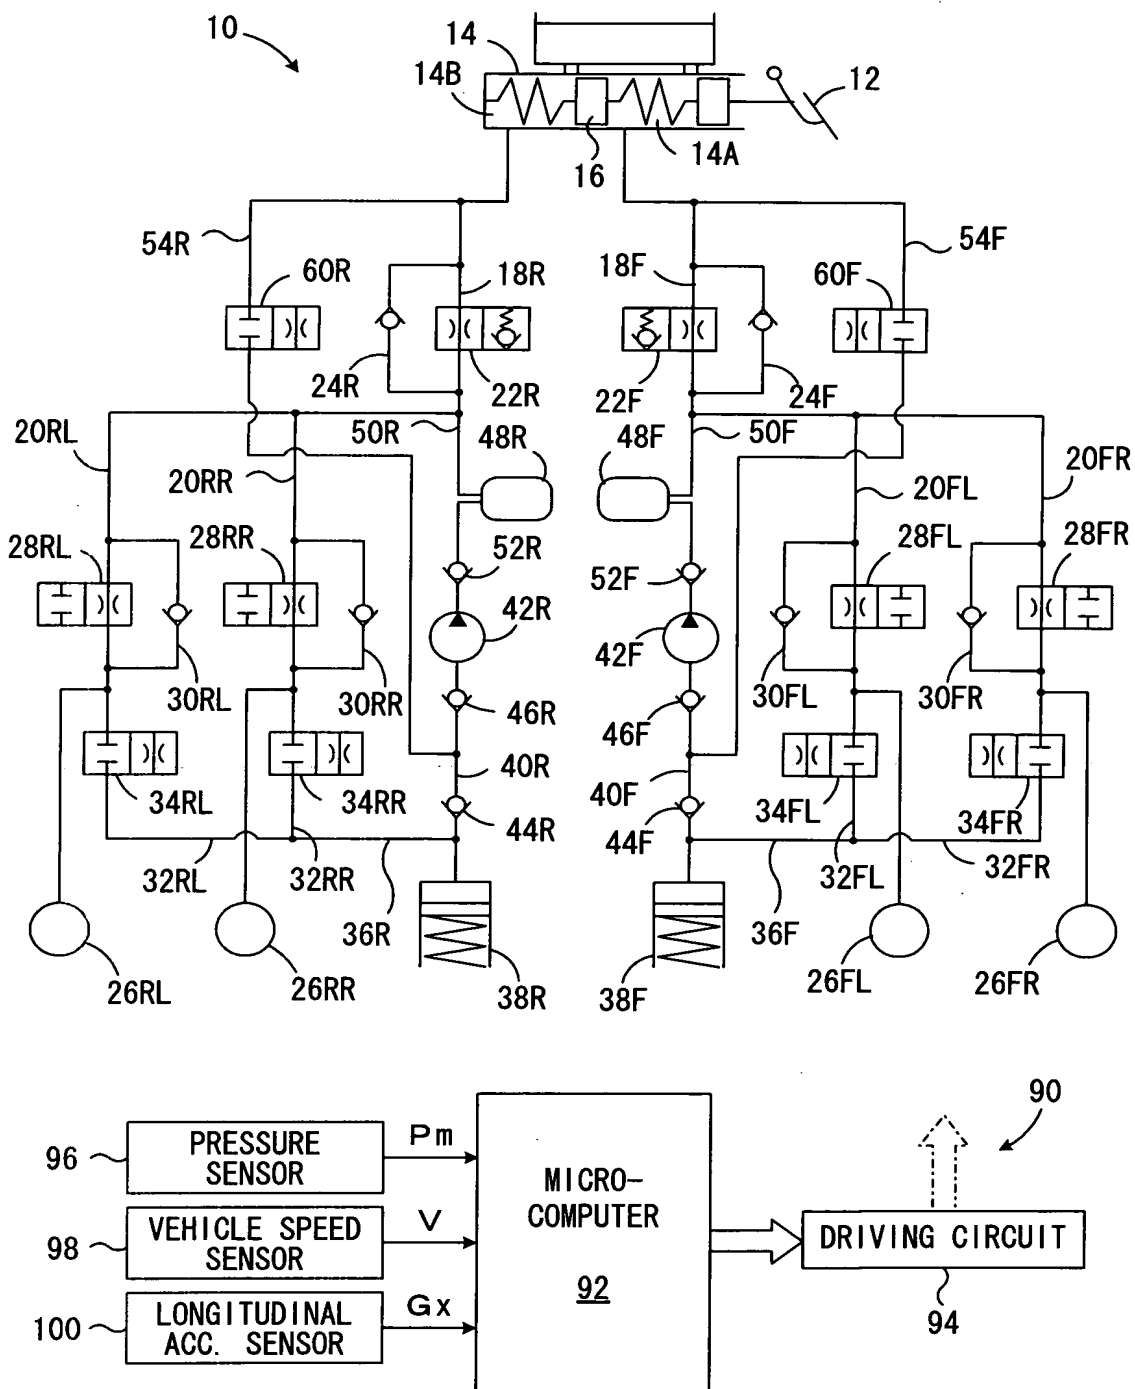 10
14
14B
12
16
14A
54R
54F
60R
18R
18F
60F
24R
22R
22F
24F
20RL
50R
48R
48F
50F
20RR
20FL
20FR
28RL
28RR
52R
52F
28FL
28FR
42R
42F
30RL
30RR
46R
46F
30FL
30FR
34RL
34RR
40R
40F
34FL
34FR
44R
44F
32RL
32RR
36R
36F
32FL
32FR
26RL
26RR
38R
38F
26FL
26FR
90
96
PRESSURE
SENSOR
Pm
98
VEHICLE SPEED
SENSOR
V
100
LONGITUDINAL
ACC. SENSOR
Gx
MICRO-
COMPUTER
92
DRIVING CIRCUIT
94